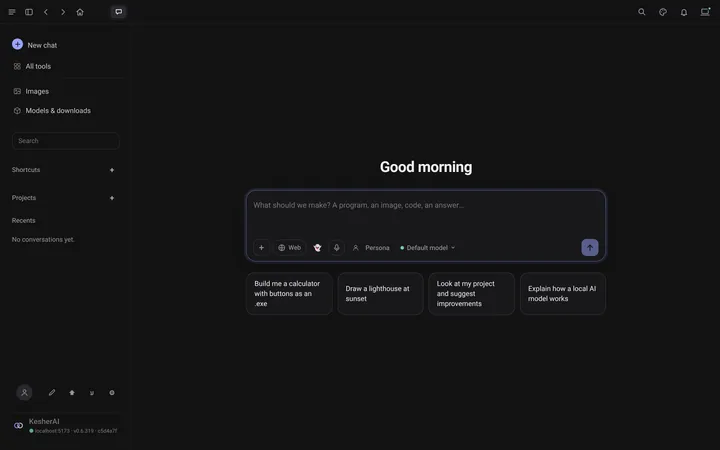 New chat
All tools
Images
Models & downloads
Search
Shortcuts
Projects
Recents
No conversations yet.
Good morning
What should we make? A program, an image, code, an answer…
Web
Persona
Default model
Build me a calculator
with buttons as an
.exe
Draw a lighthouse at
sunset
Look at my project
and suggest
improvements
Explain how a local AI
model works
KesherAI
localhost:5173 · v0.6.319 · c5d4a7f